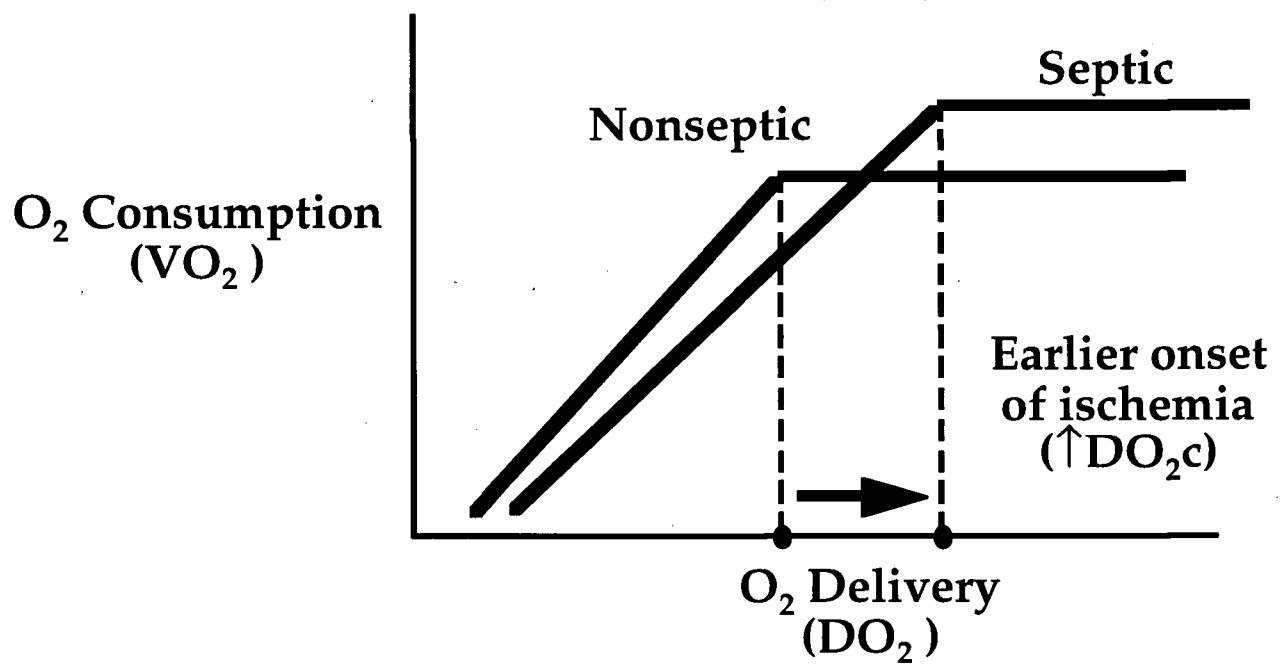 Septic
Nonseptic
O₂ Consumption
(VO₂ )
Earlier onset
of ischemia
(↑DO₂c)
O₂ Delivery
(DO₂ )